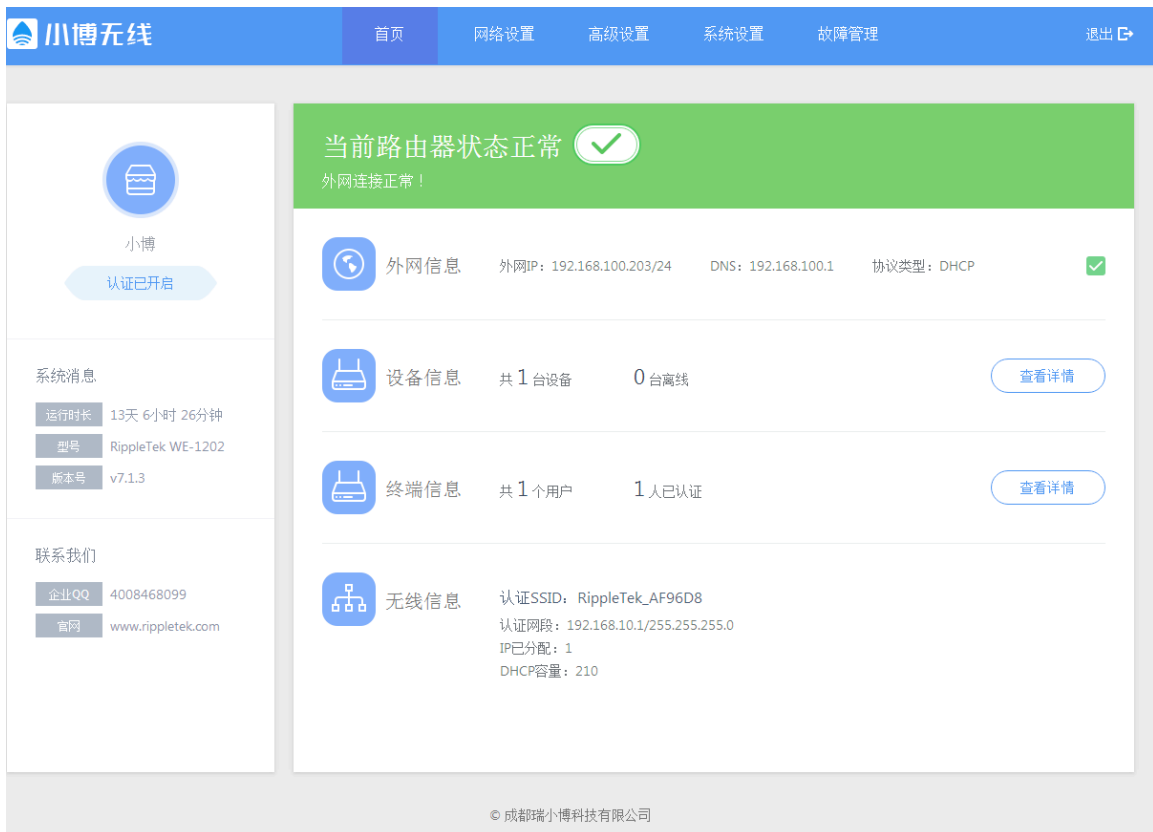 小博无线
首页 网络设置 高级设置 系统设置 故障管理 退出
小博
认证已开启
系统消息
运行时长 13天 6小时 26分钟
型号 RippleTek WE-1202
版本号 v7.1.3
联系我们
企业QQ 4008468099
官网 www.rippletek.com
当前路由器状态正常
外网连接正常！
外网信息 外网IP：192.168.100.203/24 DNS：192.168.100.1 协议类型：DHCP
设备信息 共 1 台设备 0 台离线 查看详情
终端信息 共 1 个用户 1 人已认证 查看详情
无线信息 认证SSID：RippleTek_AF96D8
认证网段：192.168.10.1/255.255.255.0
IP已分配：1
DHCP容量：210
© 成都瑞小博科技有限公司